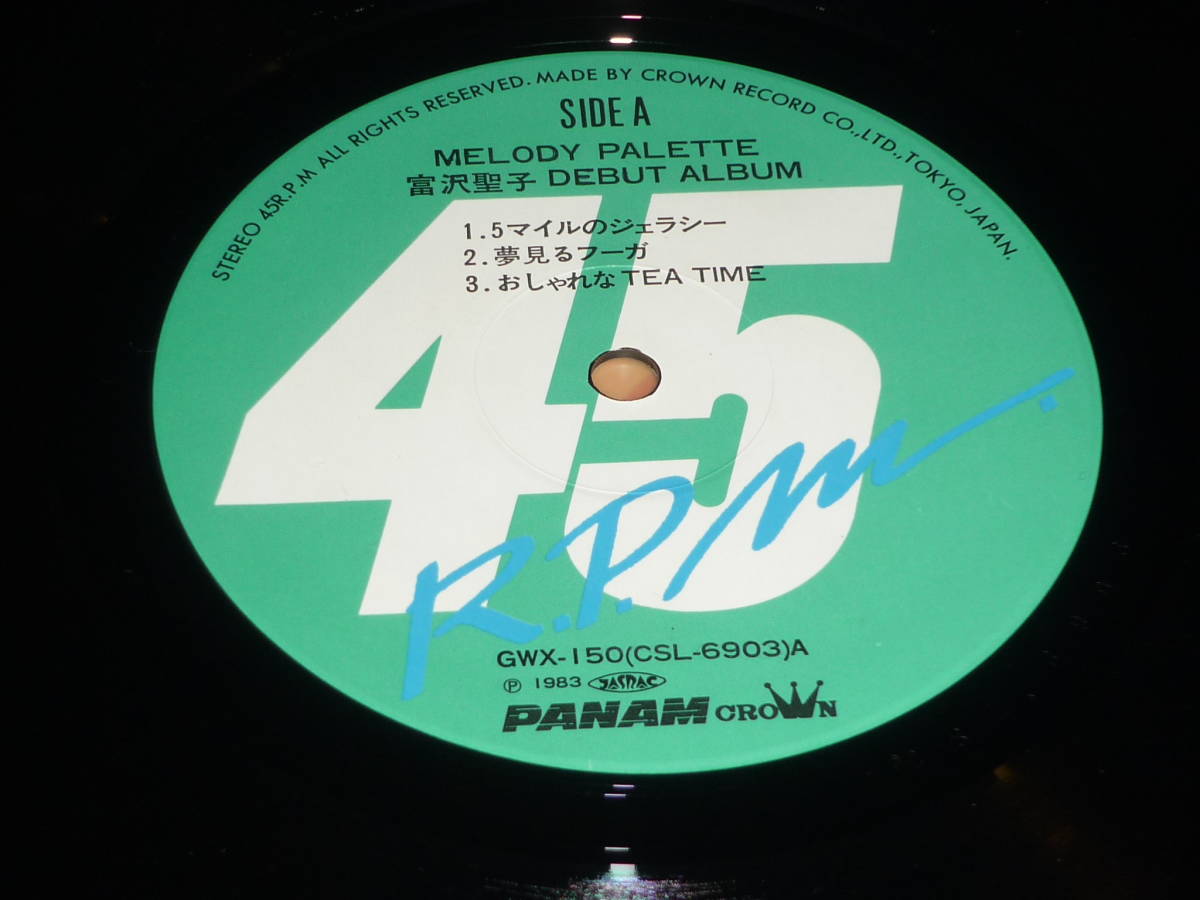 STEREO 45R.P.M ALL RIGHTS RESERVED. MADE BY CROWN RECORD CO.,LTD., TOKYO, JAPAN.
SIDE A
MELODY PALETTE
富沢聖子 DEBUT ALBUM
1.5マイルのジェラシー
2.夢見るフーガ
3.おしゃれな TEA TIME
45
R.P.M.
GWX-150(CSL-6903)A
Ⓟ 1983 JASRAC
PANAM CROWN